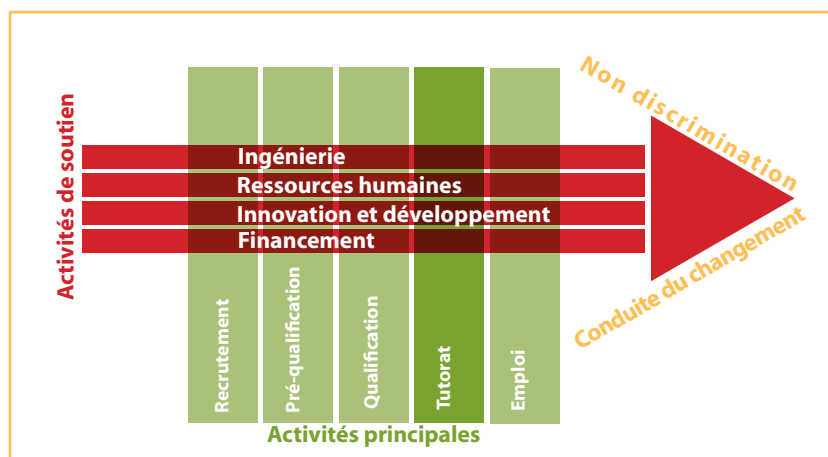 Non discrimination
Activités de soutien
Ingénierie
Ressources humaines
Innovation et développement
Financement
Conduite du changement
Recrutement
Pré-qualification
Qualification
Tutorat
Emploi
Activités principales